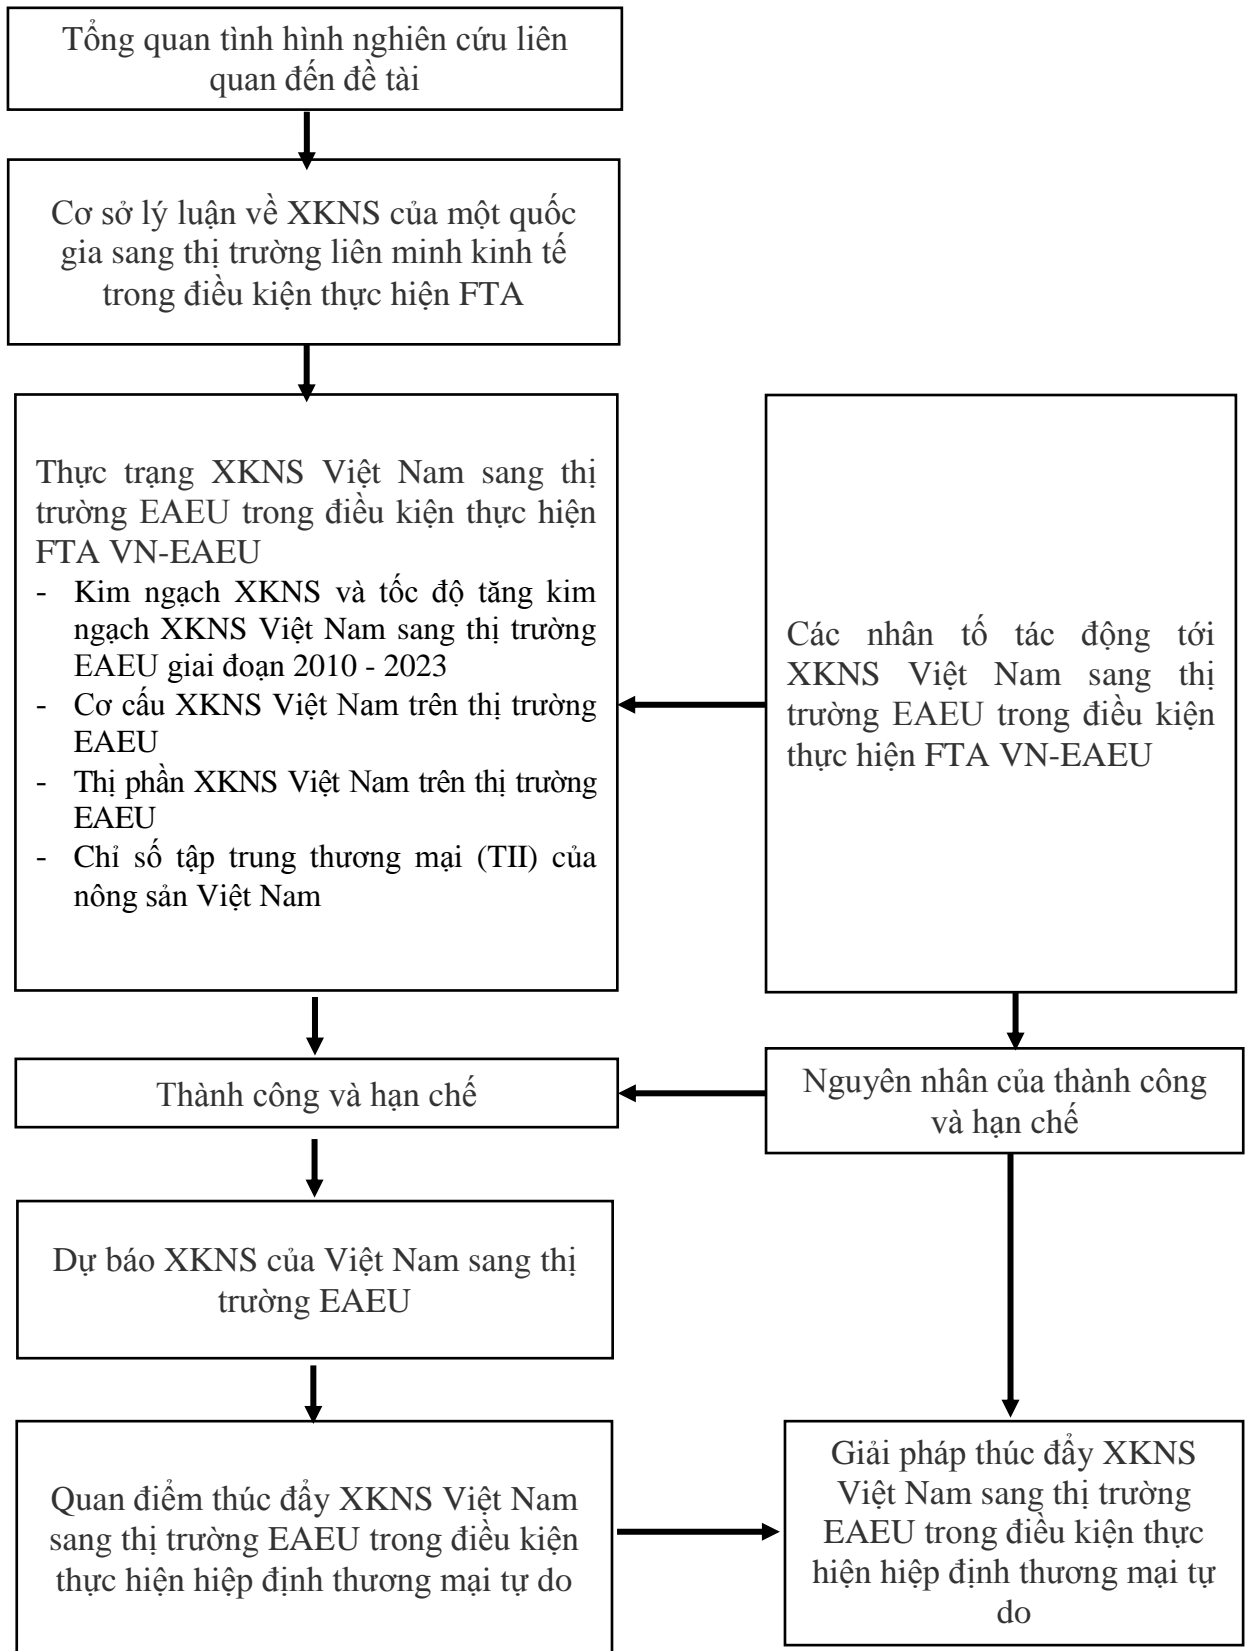 Tổng quan tình hình nghiên cứu liên
quan đến đề tài
Cơ sở lý luận về XKNS của một quốc
gia sang thị trường liên minh kinh tế
trong điều kiện thực hiện FTA
Thực trạng XKNS Việt Nam sang thị
trường EAEU trong điều kiện thực hiện
FTA VN-EAEU
- Kim ngạch XKNS và tốc độ tăng kim
ngạch XKNS Việt Nam sang thị trường
EAEU giai đoạn 2010 - 2023
- Cơ cấu XKNS Việt Nam trên thị trường
EAEU
- Thị phần XKNS Việt Nam trên thị trường
EAEU
- Chỉ số tập trung thương mại (TII) của
nông sản Việt Nam
Các nhân tố tác động tới
XKNS Việt Nam sang thị
trường EAEU trong điều kiện
thực hiện FTA VN-EAEU
Thành công và hạn chế
Nguyên nhân của thành công
và hạn chế
Dự báo XKNS của Việt Nam sang thị
trường EAEU
Quan điểm thúc đẩy XKNS Việt Nam
sang thị trường EAEU trong điều kiện
thực hiện hiệp định thương mại tự do
Giải pháp thúc đẩy XKNS
Việt Nam sang thị trường
EAEU trong điều kiện thực
hiện hiệp định thương mại tự
do